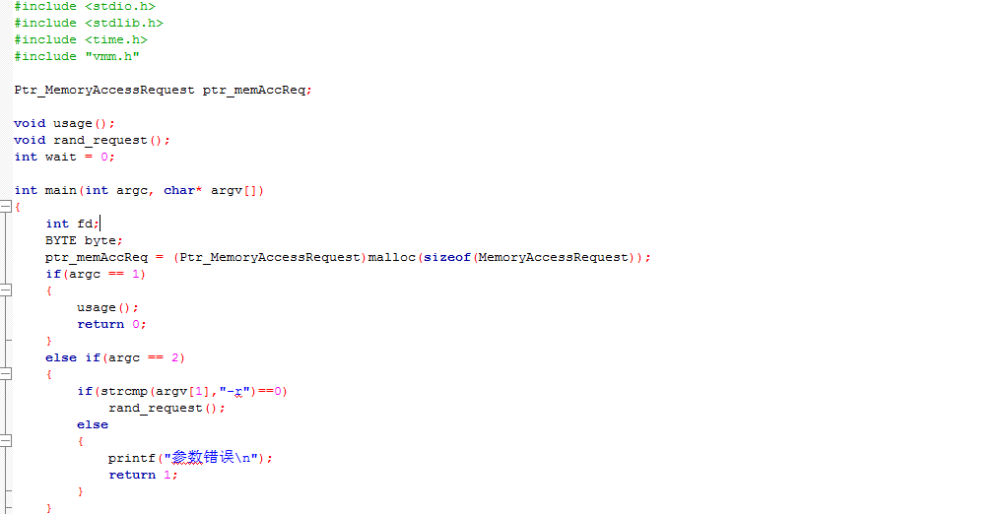 #include <stdio.h>
#include <stdlib.h>
#include <time.h>
#include "vmm.h"
Ptr_MemoryAccessRequest ptr_memAccReq;
void usage();
void rand_request();
int wait = 0;
int main(int argc, char* argv[])
{
int fd;
BYTE byte;
ptr_memAccReq = (Ptr_MemoryAccessRequest)malloc(sizeof(MemoryAccessRequest));
if(argc == 1)
{
usage();
return 0;
}
else if(argc == 2)
{
if(strcmp(argv[1],"-r")==0)
rand_request();
else
{
printf("参数错误\n");
return 1;
}
}